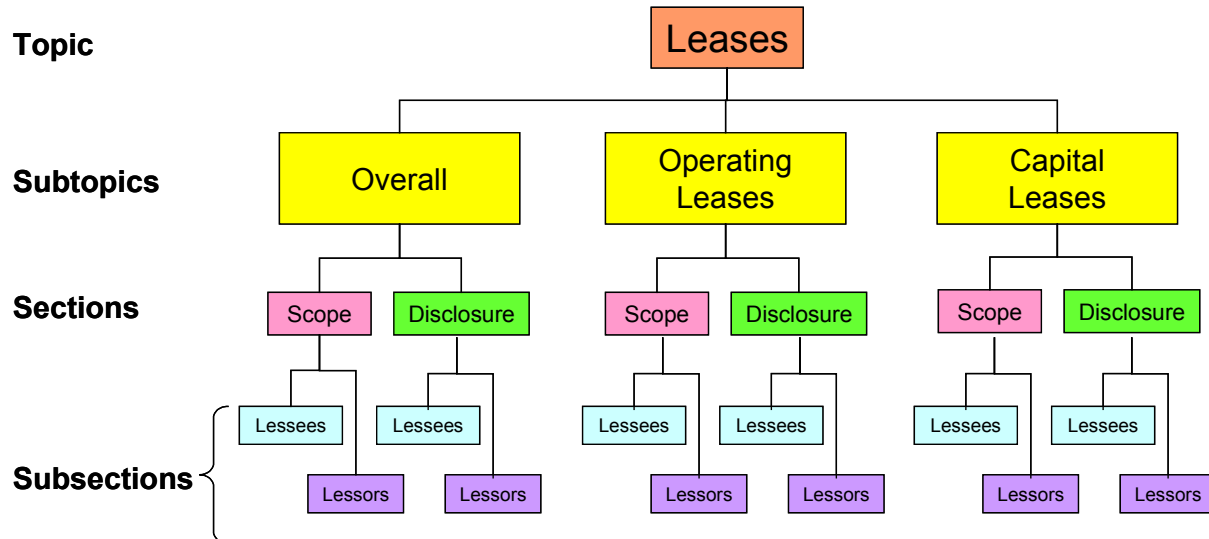 Topic
Leases
Subtopics
Overall
Operating
Leases
Capital
Leases
Sections
Scope
Disclosure
Scope
Disclosure
Scope
Disclosure
Subsections
Lessees
Lessees
Lessees
Lessees
Lessees
Lessees
Lessors
Lessors
Lessors
Lessors
Lessors
Lessors